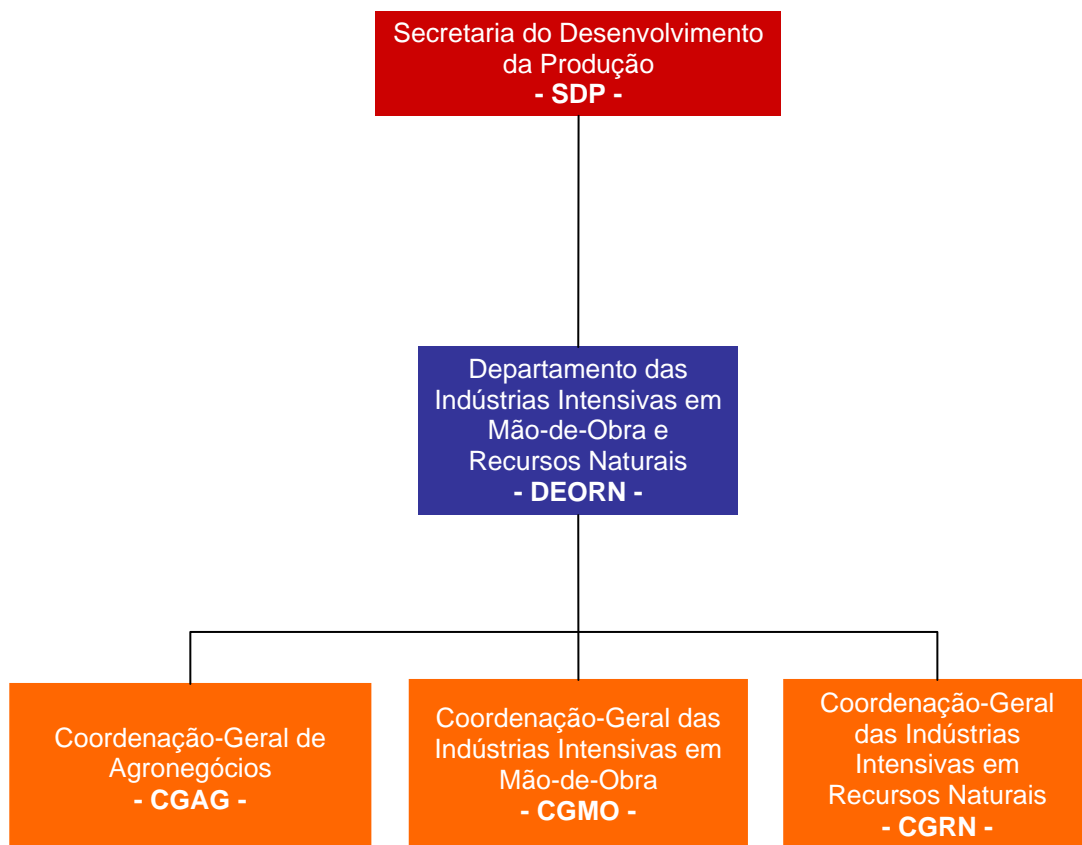 Secretaria do Desenvolvimento
da Produção
- SDP -
Departamento das
Indústrias Intensivas em
Mão-de-Obra e
Recursos Naturais
- DEORN -
Coordenação-Geral de
Agronegócios
- CGAG -
Coordenação-Geral das
Indústrias Intensivas em
Mão-de-Obra
- CGMO -
Coordenação-Geral
das Indústrias
Intensivas em
Recursos Naturais
- CGRN -